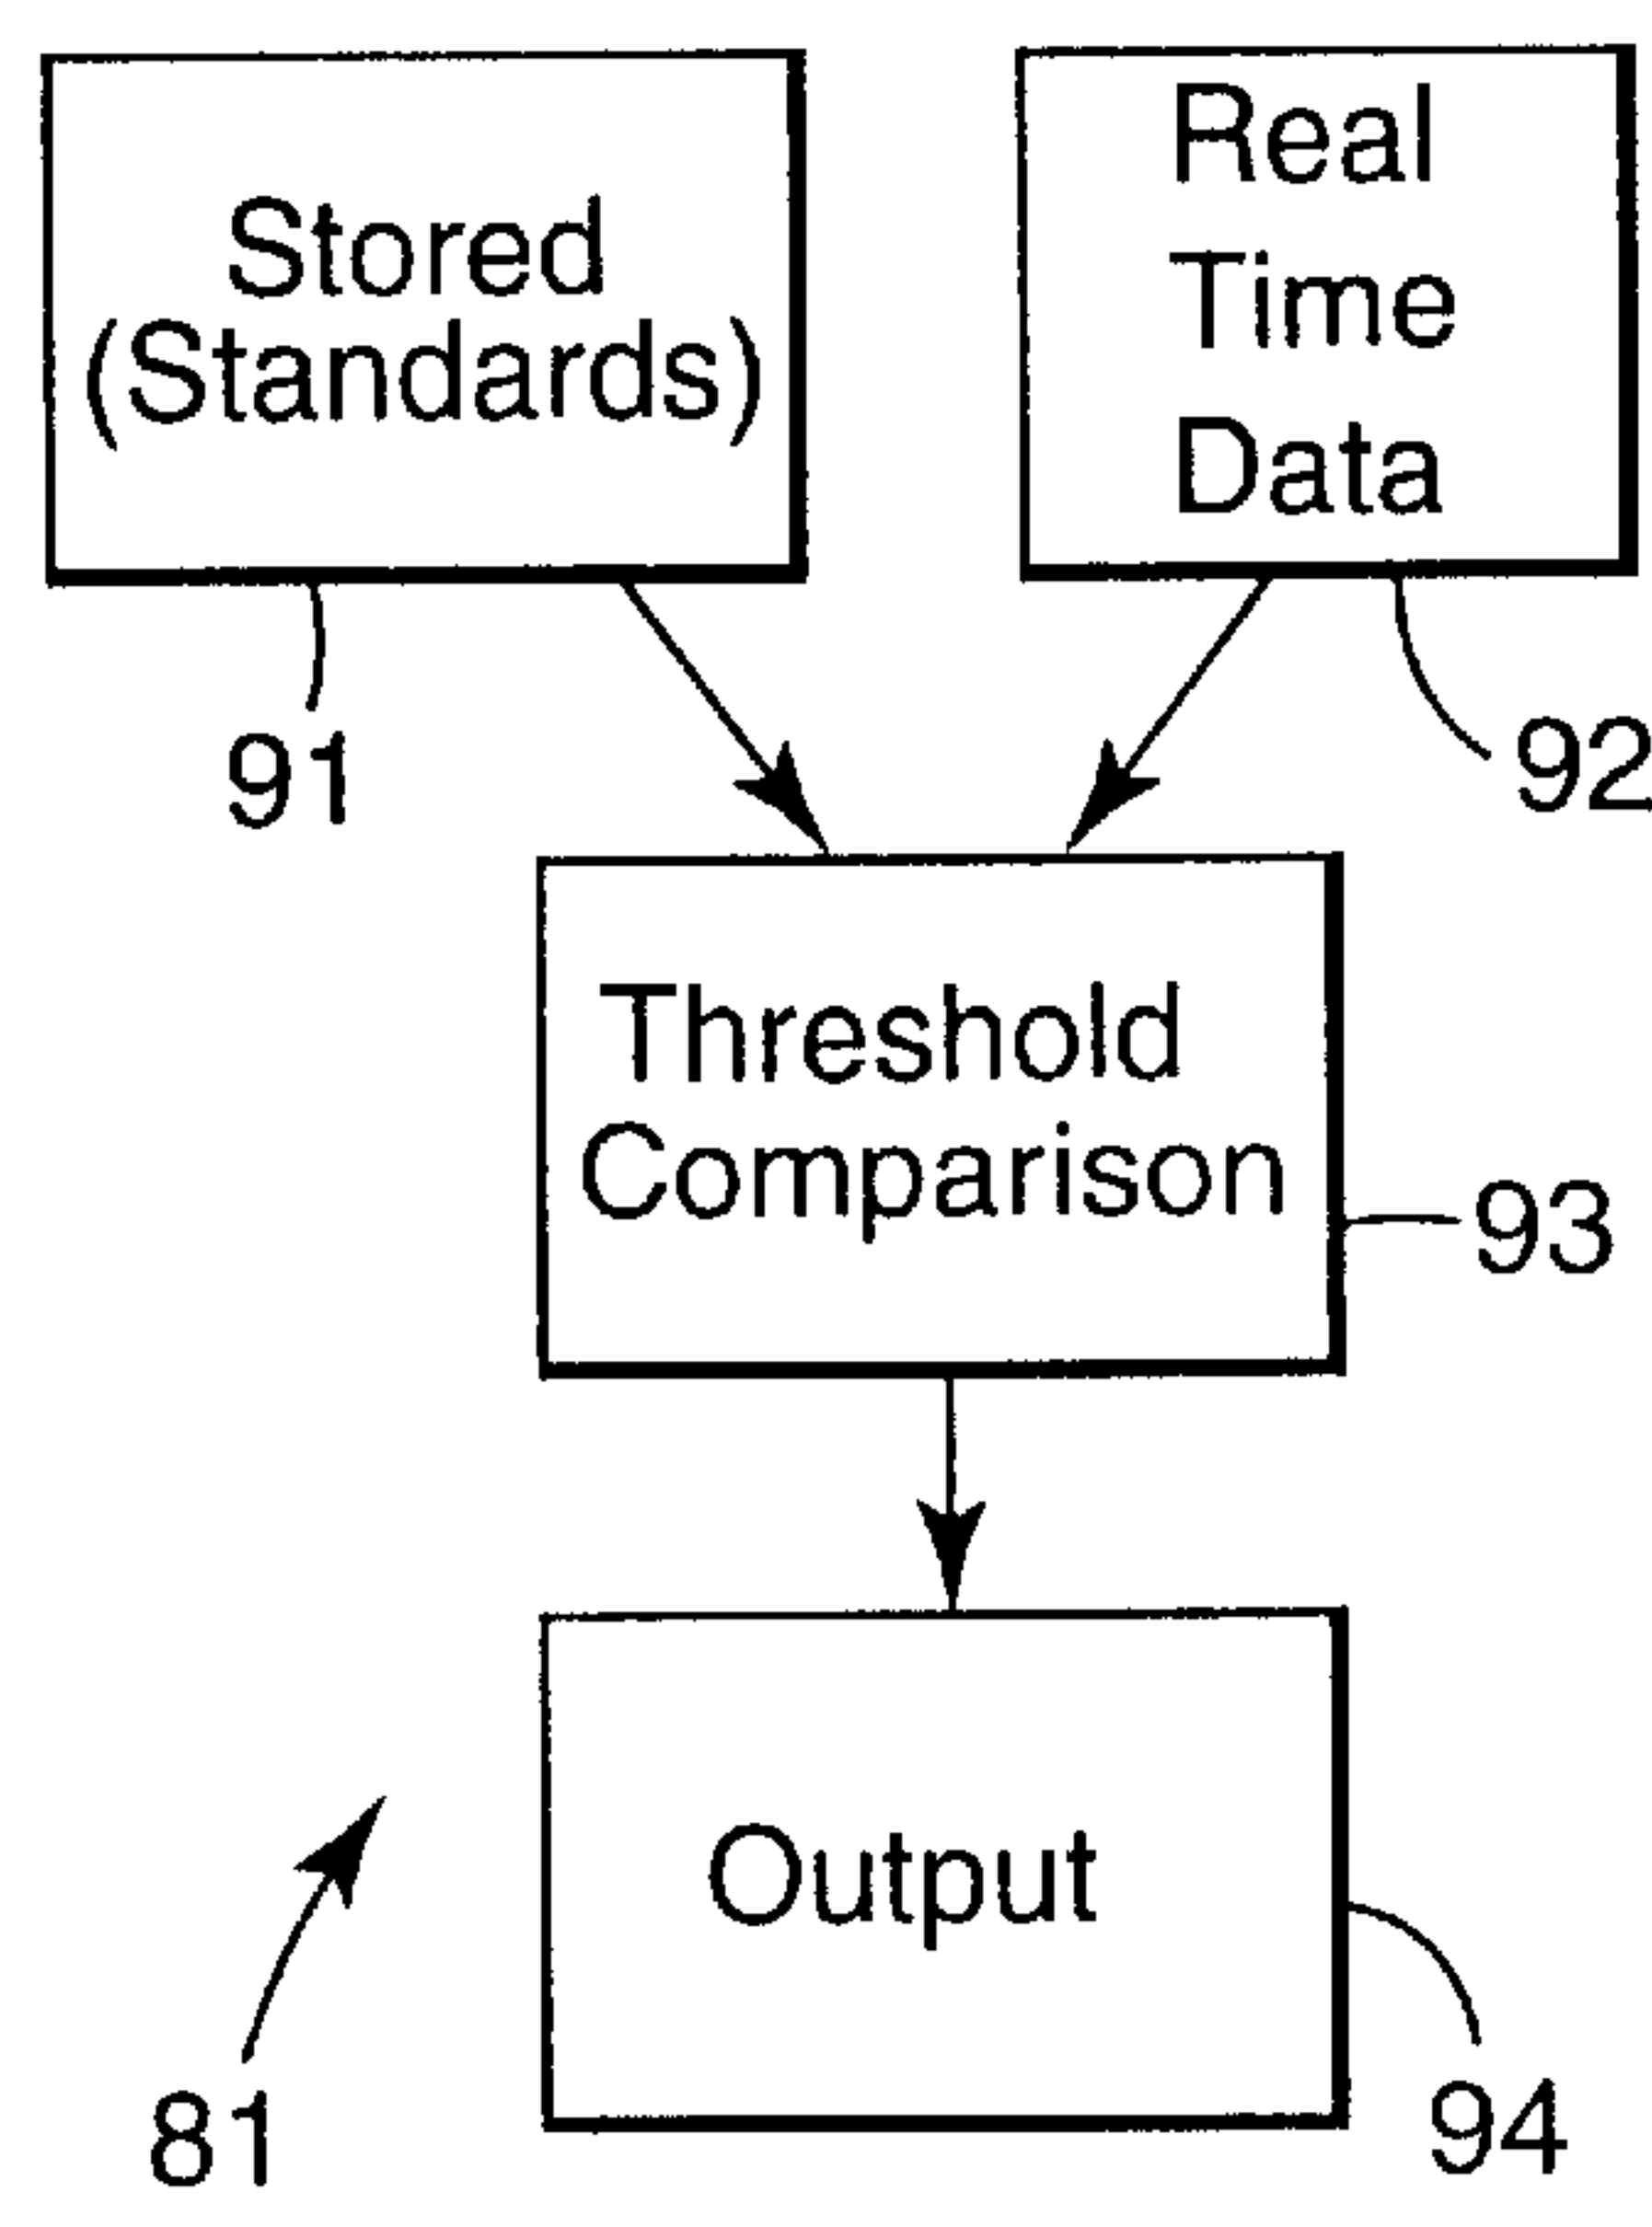 Stored
(Standards)
Real
Time
Data
91
92
Threshold
Comparison
93
Output
81
94